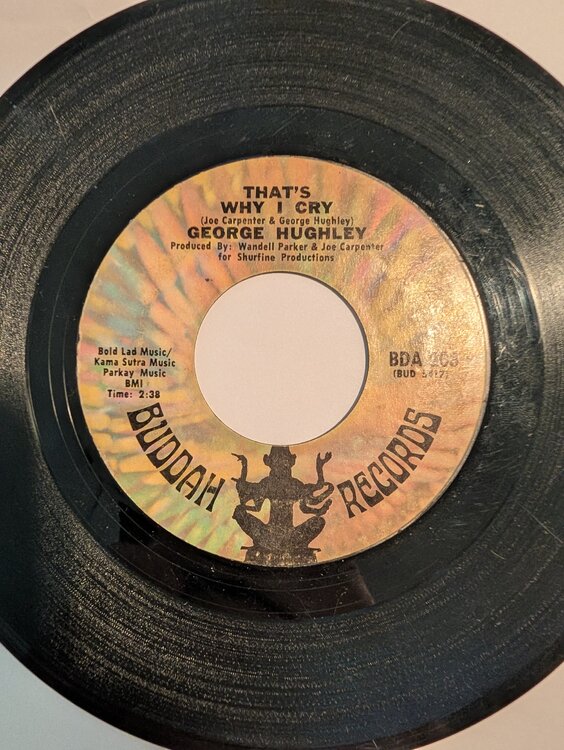 THAT'S
WHY I CRY
(Joe Carpenter & George Hughley)
GEORGE HUGHLEY
Produced By: Wandell Parker & Joe Carpenter
for Shurfine Productions
Bold Lad Music/
Kama Sutra Music
Parkay Music
BMI
Time: 2:38
BDA
(BUD
BUDDAH RECORDS